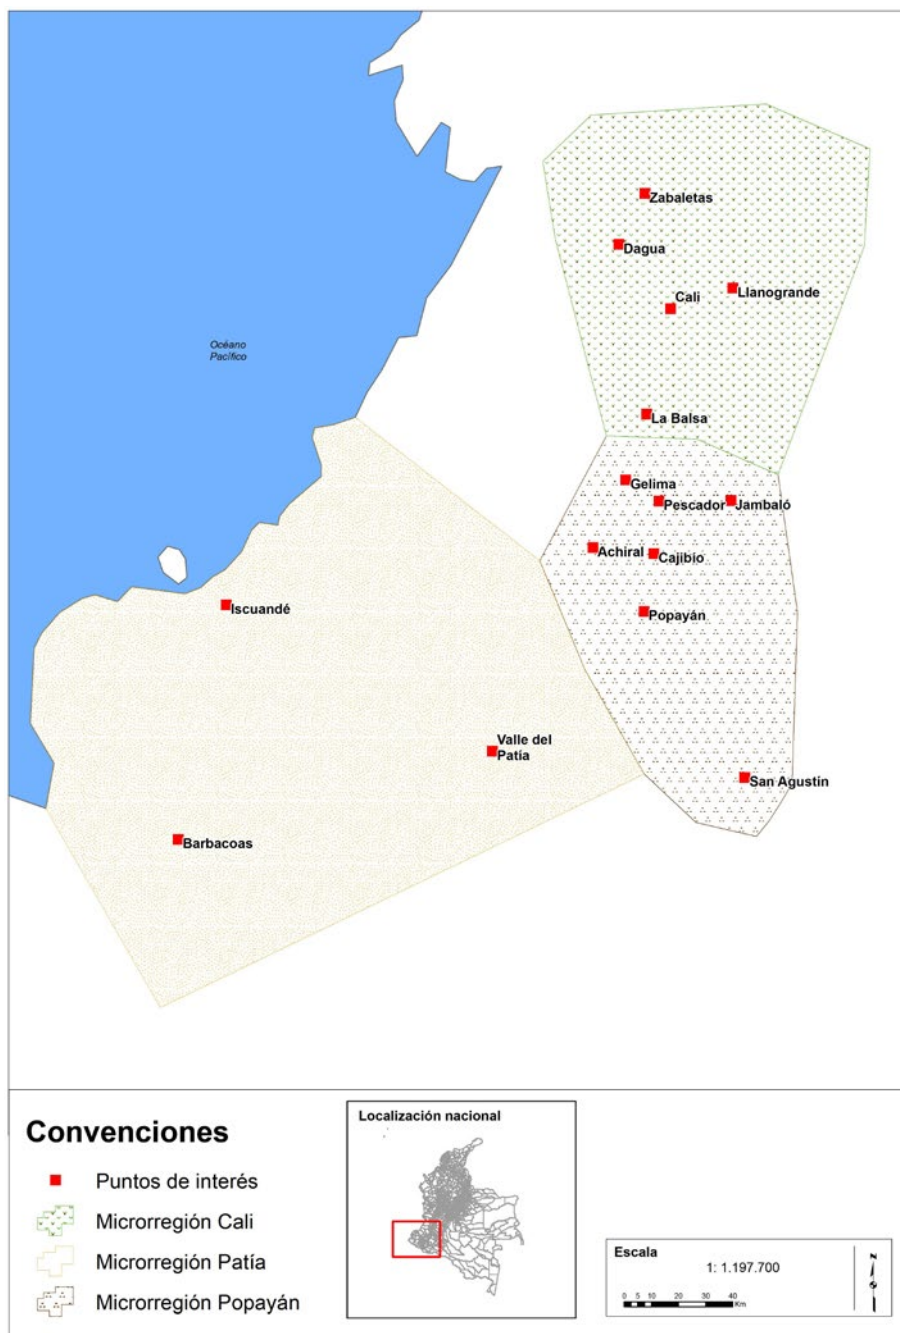 Zabaletas
Dagua
Llanogrande
Cali
Océano
Pacífico
La Balsa
Gelima
Pescador
Jambaló
Achiral
Cajibio
Iscuandé
Popayán
Valle del
Patía
San Agustín
Barbacoas
Convenciones
Puntos de interés
Microrregión Cali
Microrregión Patía
Microrregión Popayán
Localización nacional
Escala
1: 1.197.700
0 5 10 20 30 40
Km
N